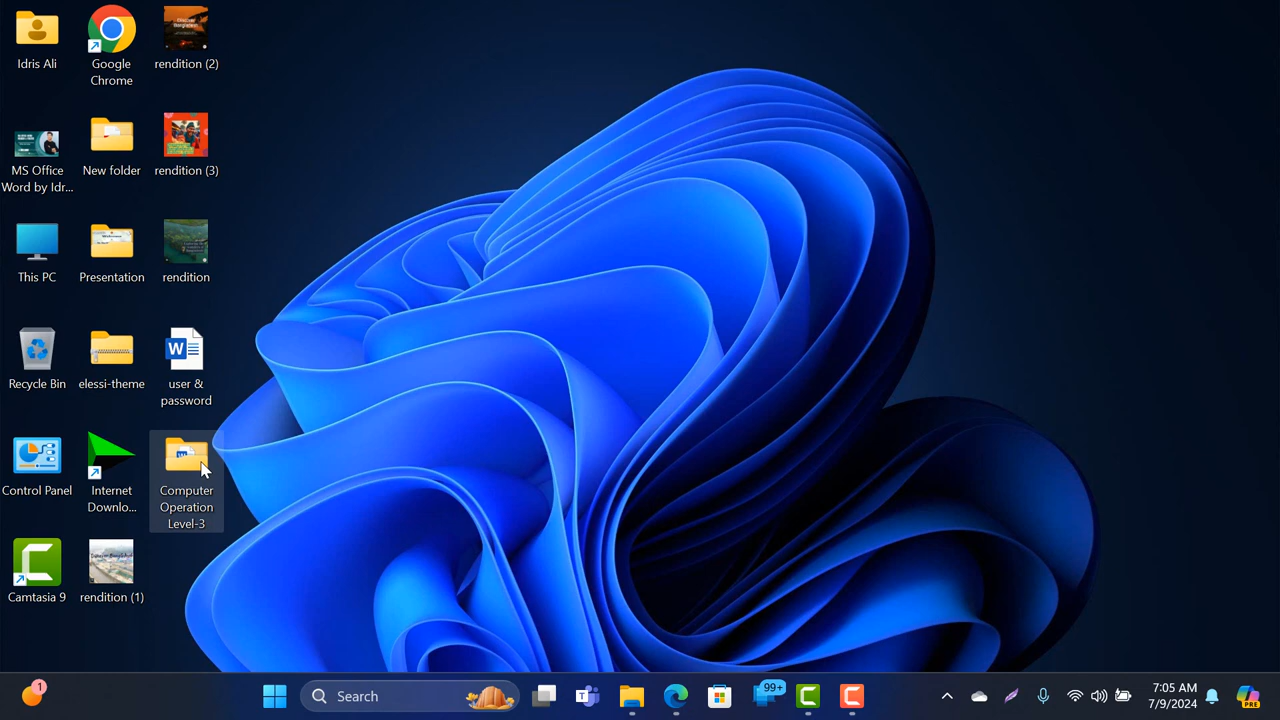 Idris Ali
Google
Chrome
rendition (2)
MS Office
Word by Idr...
New folder
rendition (3)
This PC
Presentation
rendition
Recycle Bin
elessi-theme
user &
password
Control Panel
Internet
Downlo...
Computer
Operation
Level-3
Camtasia 9
rendition (1)
1
Search
99+
7:05 AM
7/9/2024
PRE